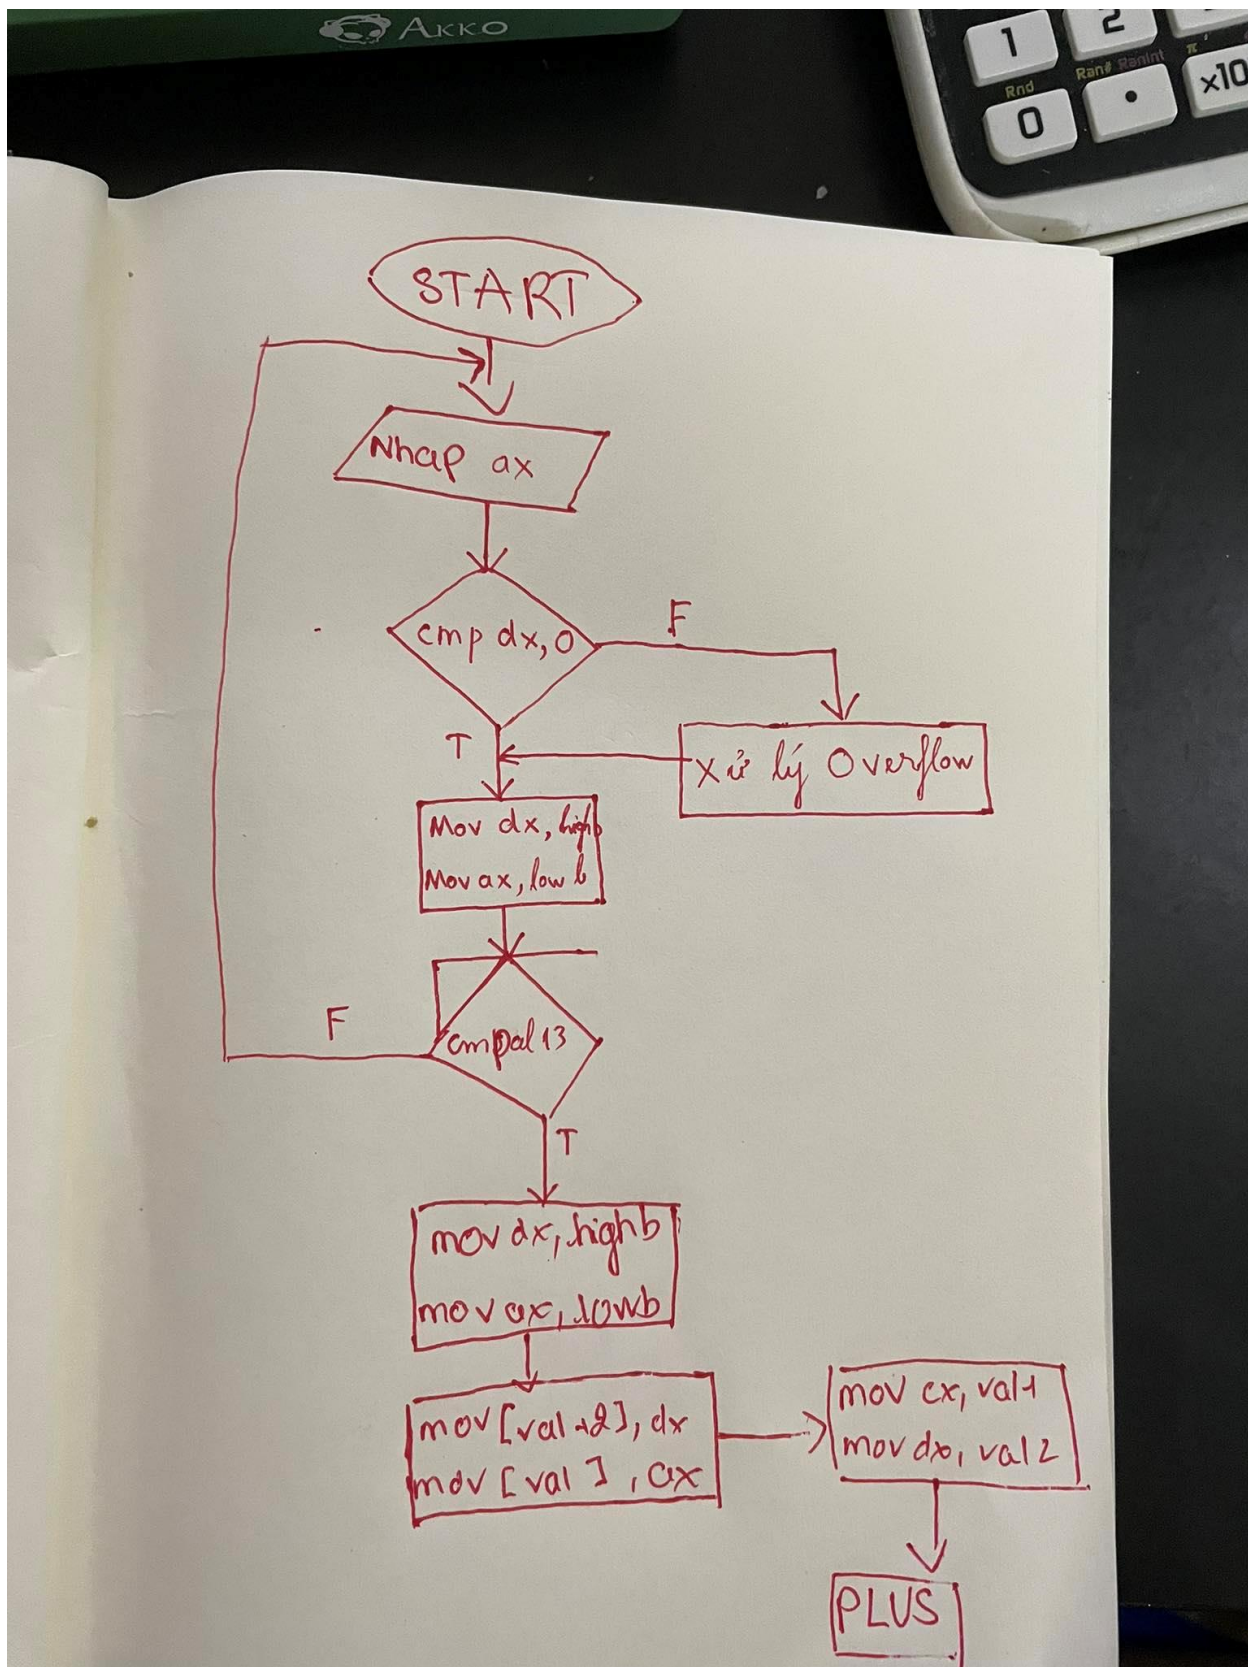 AKKO
1
2
Rnd
Ran# RanInt
π
0
•
×10
START
Nhap ax
cmp dx, 0
F
T
Xử lý Overflow
Mov dx, highb
Mov ax, low b
cmpal 13
F
T
mov dx, highb
mov ax, lowb
mov [val+2], dx
mov [val], ax
mov cx, val1
mov dx, val2
PLUS